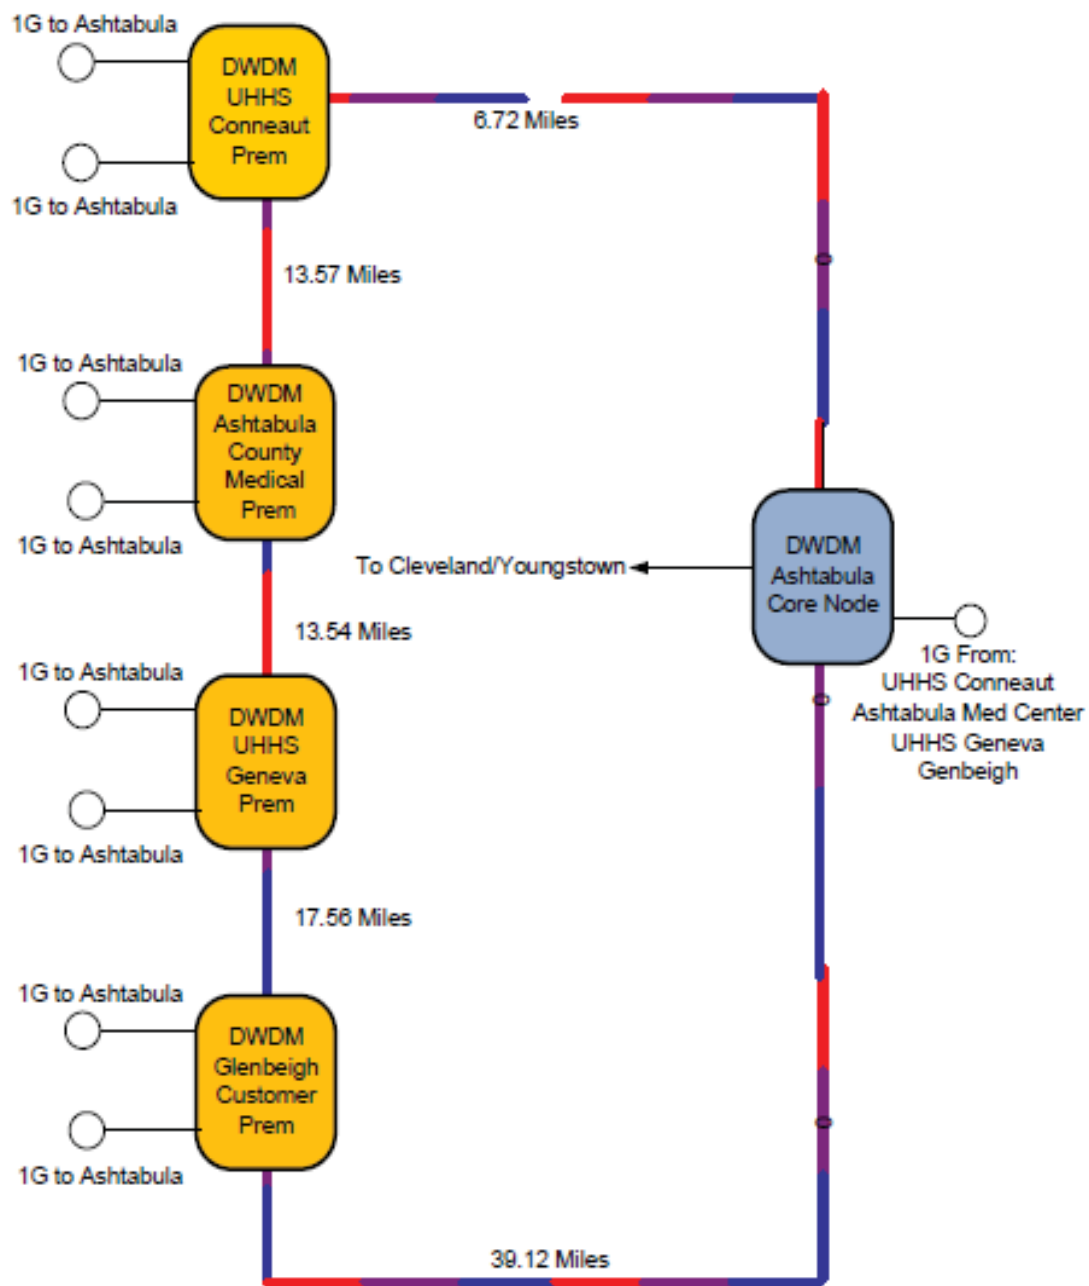 1G to Ashtabula
DWDM
UHHS
Conneaut
Prem
6.72 Miles
1G to Ashtabula
13.57 Miles
1G to Ashtabula
DWDM
Ashtabula
County
Medical
Prem
1G to Ashtabula
DWDM
Ashtabula
Core Node
To Cleveland/Youngstown
0
13.54 Miles
1G From:
UHHS Conneaut
Ashtabula Med Center
UHHS Geneva
Genbeigh
0
1G to Ashtabula
DWDM
UHHS
Geneva
Prem
1G to Ashtabula
17.56 Miles
1G to Ashtabula
DWDM
Glenbeigh
Customer
Prem
0
1G to Ashtabula
39.12 Miles